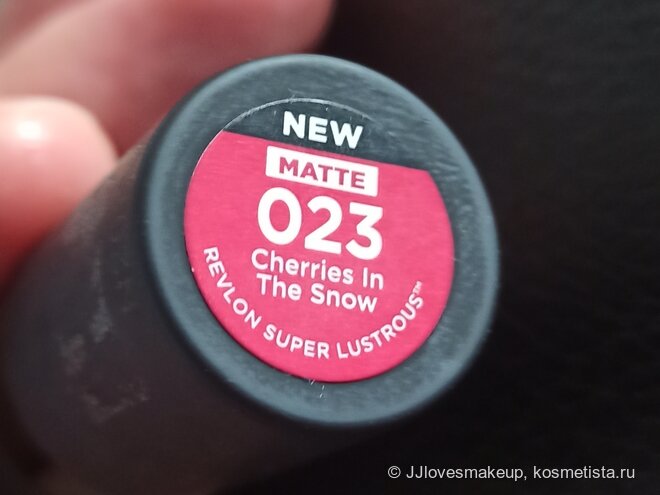 NEW
MATTE
023
Cherries In
The Snow
REVLON SUPER LUSTROUS™
© JJlovesmakeup, kosmetista.ru